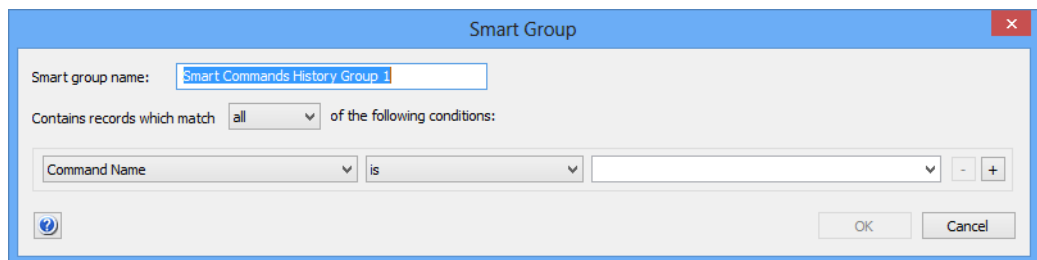 Smart Group
Smart group name: Smart Commands History Group 1
Contains records which match all of the following conditions:
Command Name is - +
OK Cancel